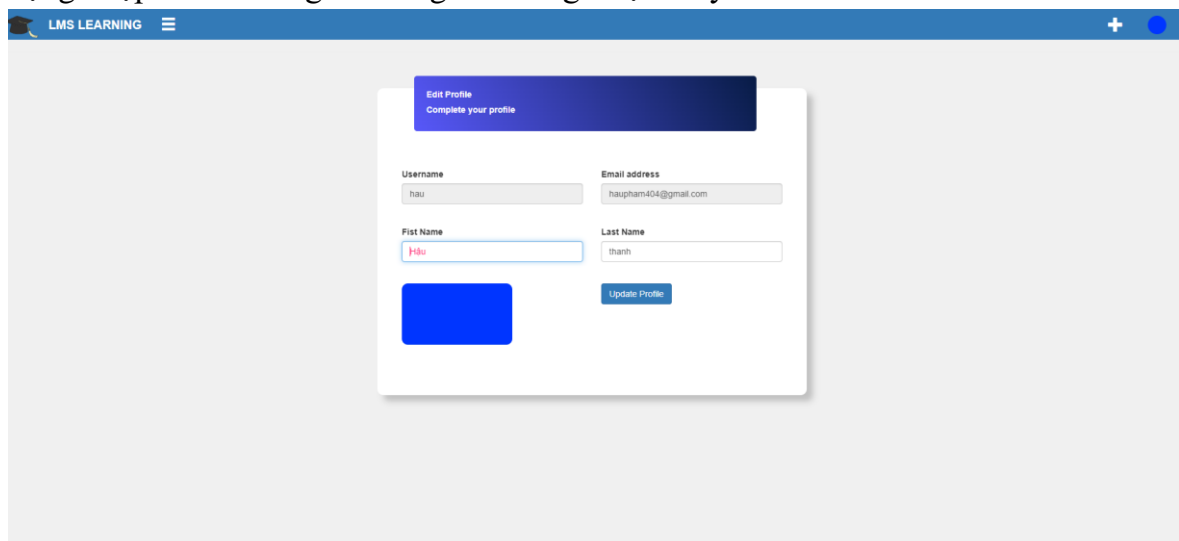 LMS LEARNING
Edit Profile
Complete your profile
Username
Email address
hau
haupham404@gmail.com
Fist Name
Last Name
Hậu
thanh
Update Profile